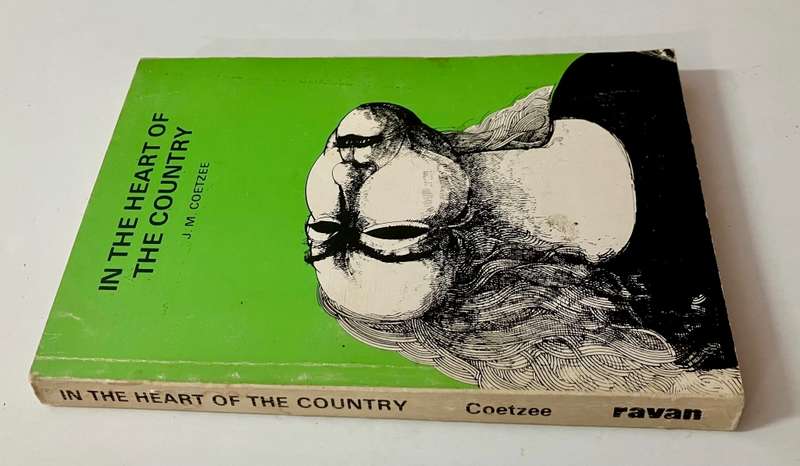 IN THE HEART OF
THE COUNTRY
J. M. COETZEE
IN THE HEART OF THE COUNTRY Coetzee ravan